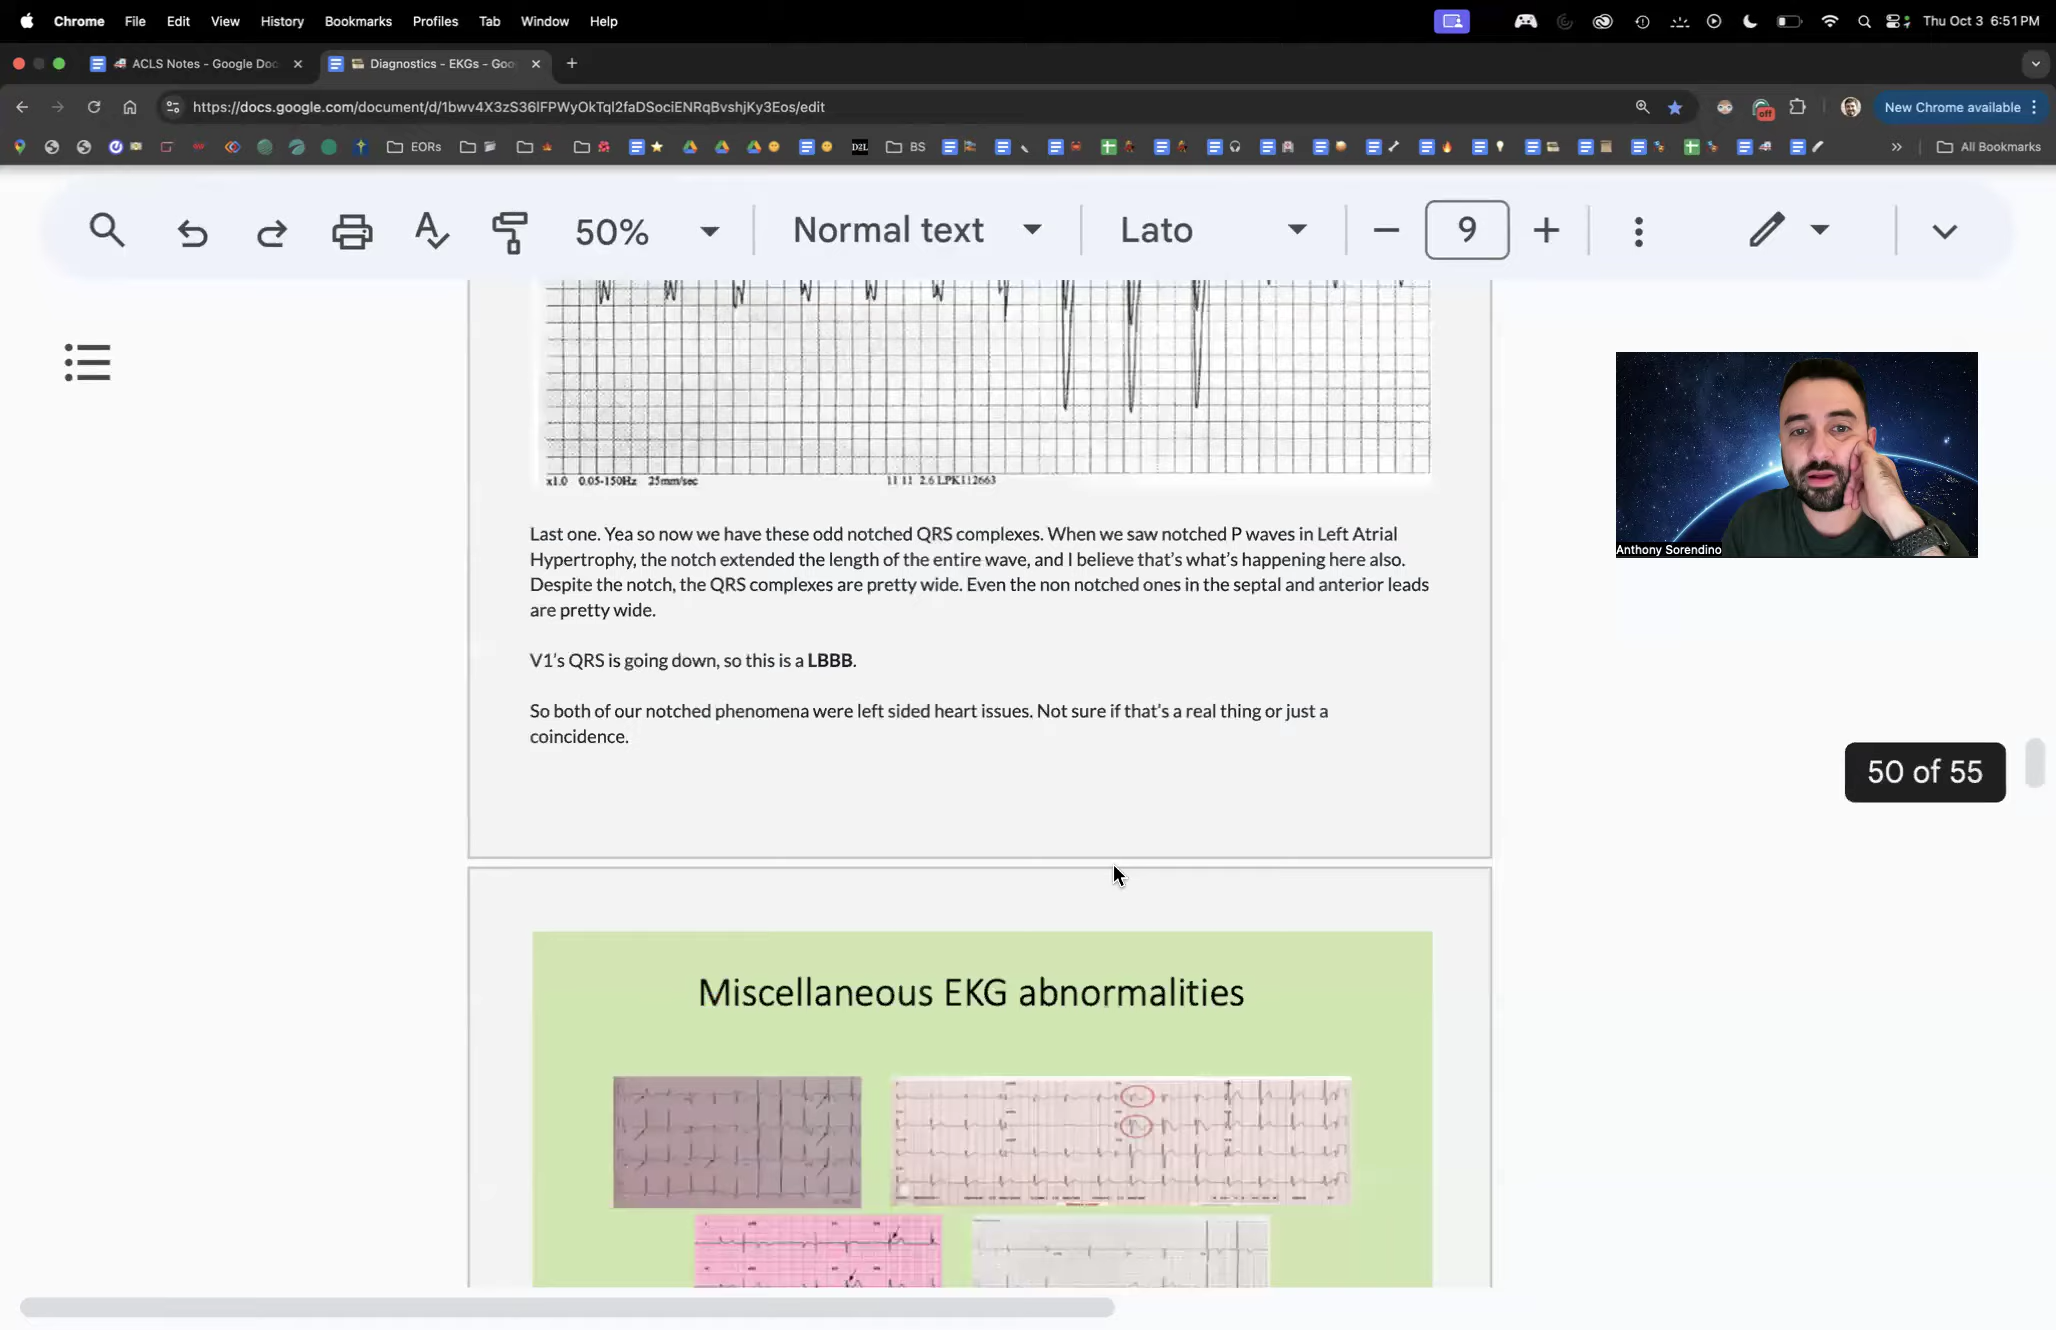 Chrome File Edit View History Bookmarks Profiles Tab Window Help Thu Oct 3 6:51 PM
ACLS Notes - Google Doc Diagnostics - EKGs - Goo
https://docs.google.com/document/d/1bwv4X3zS36lFPWyOkTql2faDSociENRqBvshjKy3Eos/edit New Chrome available
off
EORs D2L BS All Bookmarks
50% Normal text Lato 9
x1.0 0.05-150Hz 25mm/sec 11 11 2.6 LPK112663
Last one. Yea so now we have these odd notched QRS complexes. When we saw notched P waves in Left Atrial
Hypertrophy, the notch extended the length of the entire wave, and I believe that's what's happening here also.
Despite the notch, the QRS complexes are pretty wide. Even the non notched ones in the septal and anterior leads
are pretty wide.
Anthony Sorendino
V1's QRS is going down, so this is a LBBB.
So both of our notched phenomena were left sided heart issues. Not sure if that's a real thing or just a
coincidence.
50 of 55
Miscellaneous EKG abnormalities